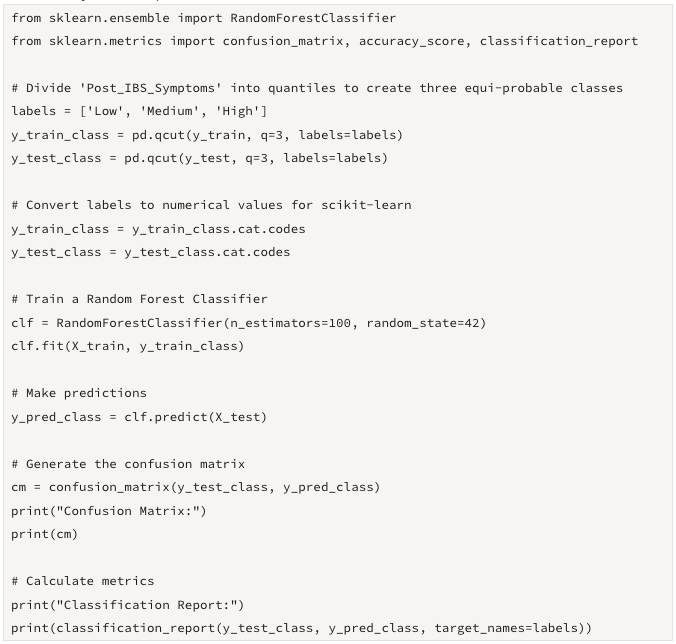 from sklearn.ensemble import RandomForestClassifier
from sklearn.metrics import confusion_matrix, accuracy_score, classification_report
# Divide 'Post_IBS_Symptoms' into quantiles to create three equi-probable classes
labels = ['Low', 'Medium', 'High']
y_train_class = pd.qcut(y_train, q=3, labels=labels)
y_test_class = pd.qcut(y_test, q=3, labels=labels)
# Convert labels to numerical values for scikit-learn
y_train_class = y_train_class.cat.codes
y_test_class = y_test_class.cat.codes
# Train a Random Forest Classifier
clf = RandomForestClassifier(n_estimators=100, random_state=42)
clf.fit(X_train, y_train_class)
# Make predictions
y_pred_class = clf.predict(X_test)
# Generate the confusion matrix
cm = confusion_matrix(y_test_class, y_pred_class)
print("Confusion Matrix:")
print(cm)
# Calculate metrics
print("Classification Report:")
print(classification_report(y_test_class, y_pred_class, target_names=labels))